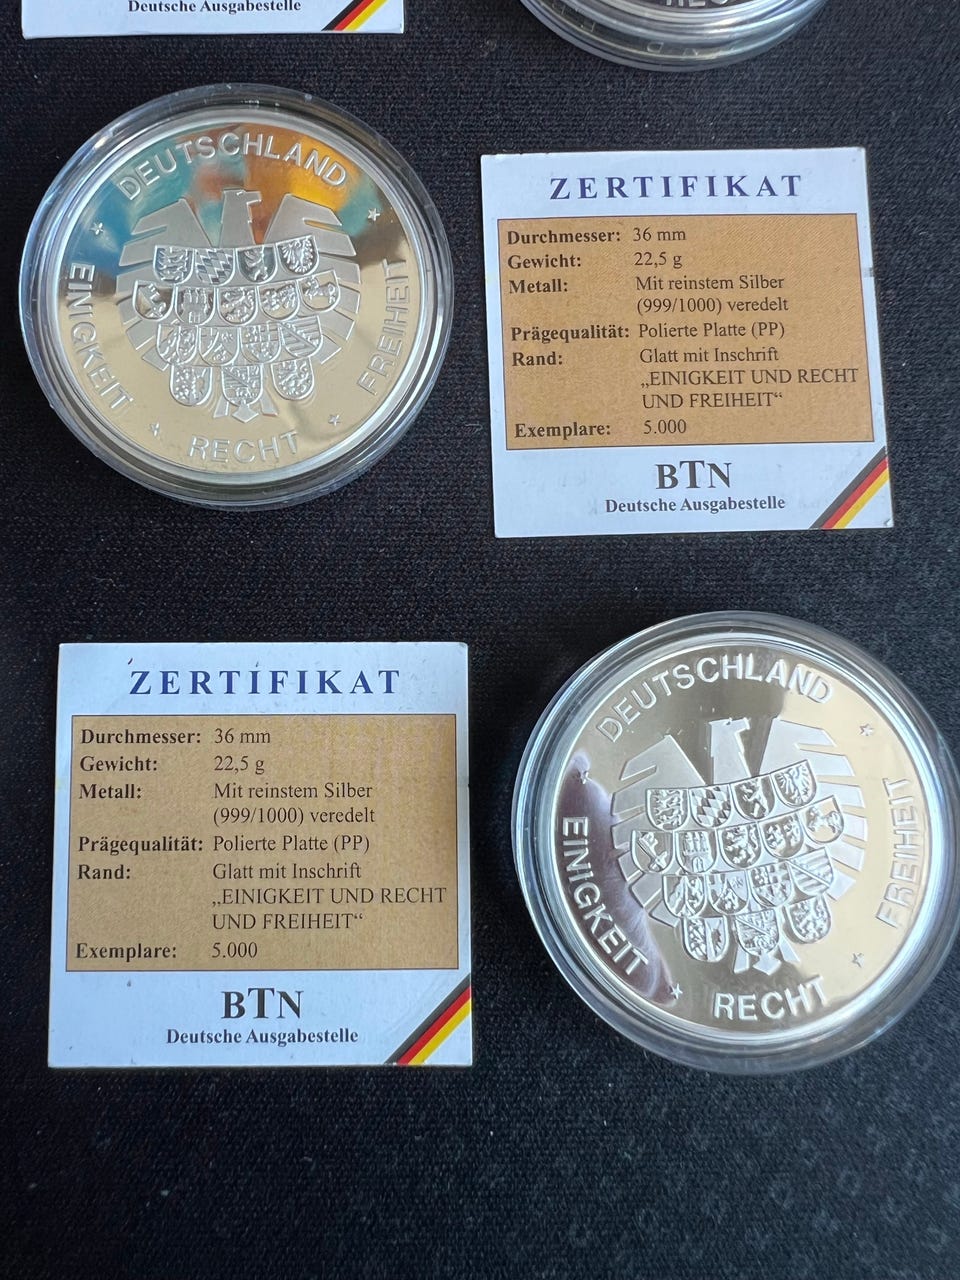 Deutsche Ausgabestelle
DEUTSCHLAND
EINIGKEIT
RECHT
FREIHEIT
ZERTIFIKAT
Durchmesser: 36 mm
Gewicht: 22,5 g
Metall: Mit reinstem Silber
(999/1000) veredelt
Prägequalität: Polierte Platte (PP)
Rand: Glatt mit Inschrift
„EINIGKEIT UND RECHT
UND FREIHEIT“
Exemplare: 5.000
BTN
Deutsche Ausgabestelle
ZERTIFIKAT
Durchmesser: 36 mm
Gewicht: 22,5 g
Metall: Mit reinstem Silber
(999/1000) veredelt
Prägequalität: Polierte Platte (PP)
Rand: Glatt mit Inschrift
„EINIGKEIT UND RECHT
UND FREIHEIT“
Exemplare: 5.000
BTN
Deutsche Ausgabestelle
DEUTSCHLAND
EINIGKEIT
RECHT
FREIHEIT